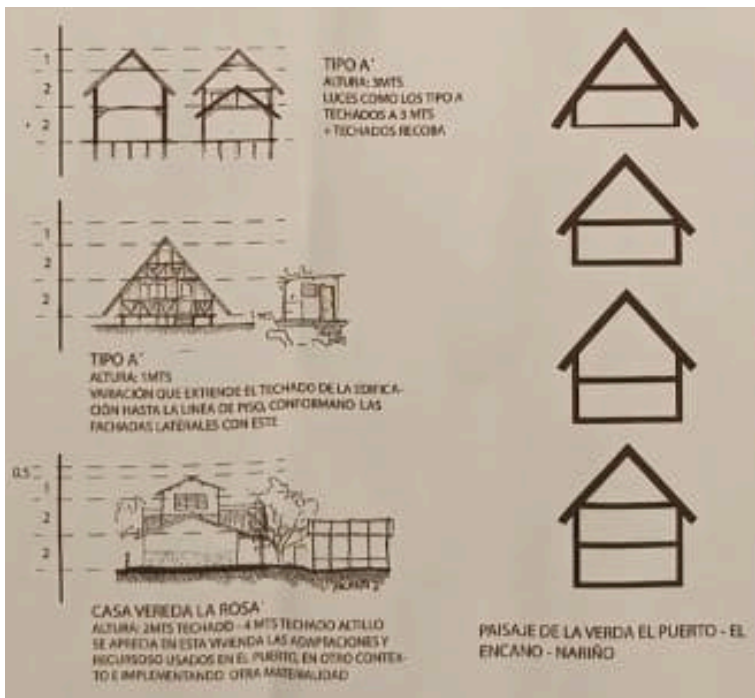 1
2
2
TIPO A'
ALTURA: 3MTS
LUCES COMO LOS TIPO A
TECHADOS A 3 MTS
+ TECHADOS RECOBA
1
2
2
TIPO A'
ALTURA: 1MTS
VARIACIÓN QUE EXTIENDE EL TECHADO DE LA EDIFICA-
CIÓN HASTA LA LINEA DE PISO, CONFORMANO LAS
FACHADAS LATERALES CON ESTE
0.5
1
2
2
CASA VEREDA LA ROSA'
ALTURA: 2MTS TECHADO - 4 MTS TECHADO ALTILLO
SE APRECIA EN ESTA VIVIENDA LAS ADAPTACIONES Y
RECURSOSO USADOS EN EL PUERTO, EN OTRO CONTEX-
TO E IMPLEMENTANDO OTRA MATERIALIDAD
PAISAJE DE LA VERDA EL PUERTO - EL
ENCANO - NARIÑO